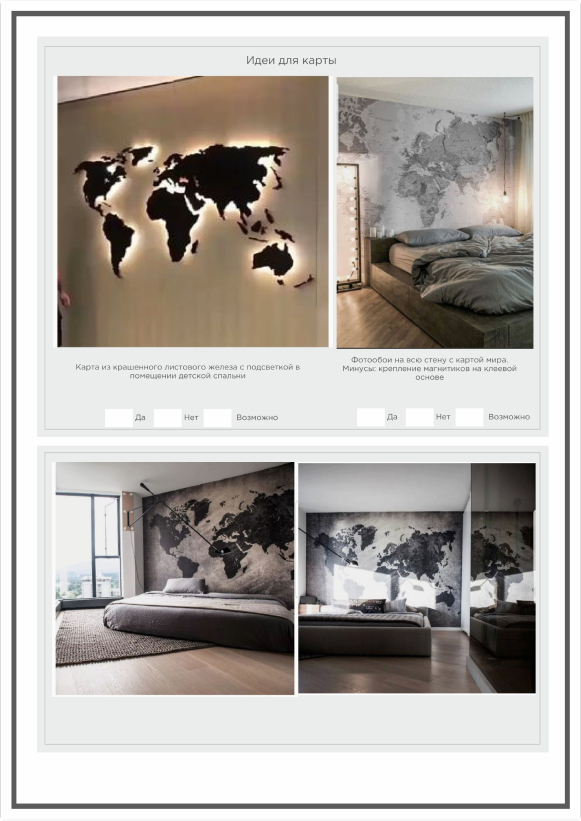 Идеи для карты
Карта из крашенного листового железа с подсветкой в
помещении детской спальни
Да Нет Возможно
Фотообои на всю стену с картой мира.
Минусы: крепление магнитиков на клеевой
основе
Да Нет Возможно